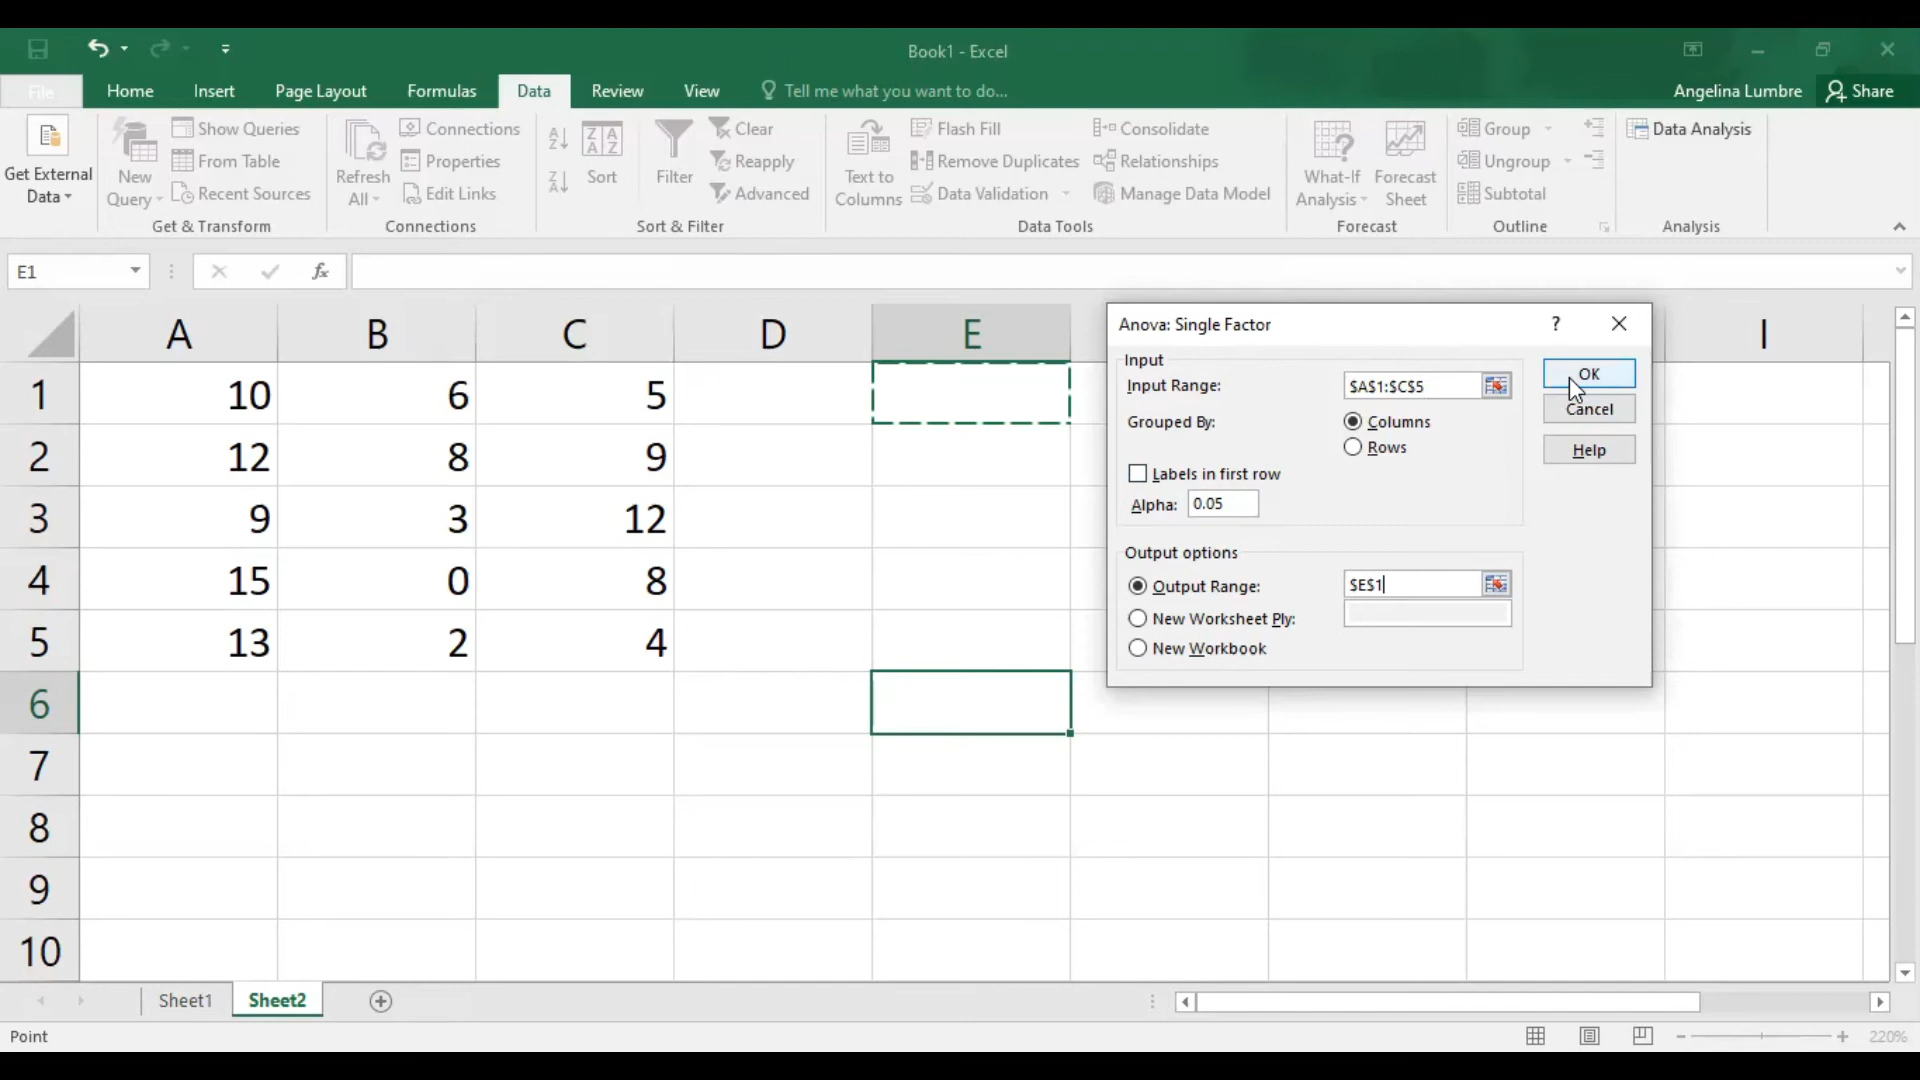 Book1 - Excel
File Home Insert Page Layout Formulas Data Review View Tell me what you want to do... Angelina Lumbre Share
Get External Data
New Query
Show Queries
From Table
Recent Sources
Get & Transform
Refresh All
Connections
Properties
Edit Links
Connections
A Z
Z A
Z A A Z
Sort
Filter
Clear
Reapply
Advanced
Sort & Filter
Text to Columns
Flash Fill
Remove Duplicates
Data Validation
Consolidate
Relationships
Manage Data Model
Data Tools
What-If Analysis
Forecast Sheet
Forecast
Group
Ungroup
Subtotal
Outline
Data Analysis
Analysis
E1 fx
A B C D E I
1 10 6 5
2 12 8 9
3 9 3 12
4 15 0 8
5 13 2 4
6
7
8
9
10
Anova: Single Factor ?
Input
Input Range: $A$1:$C$5
Grouped By: Columns
Rows
Labels in first row
Alpha: 0.05
OK
Cancel
Help
Output options
Output Range: $E$1
New Worksheet Ply:
New Workbook
Sheet1 Sheet2
Point 220%